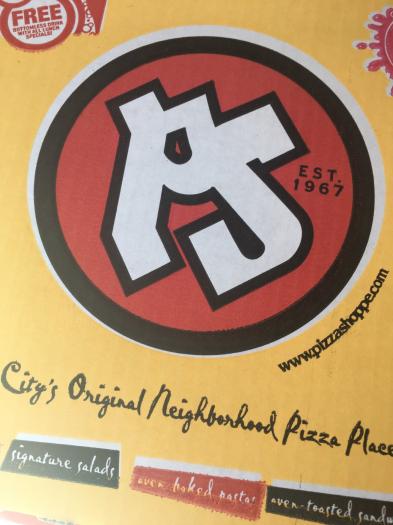 FREE
BOTTOMLESS DRINK
WITH ALL LUNCH
SPECIALS!
PS
EST.
1967
www.pizzashoppe.com
City's Original Neighborhood Pizza Place
signature salads
oven baked pastas
oven-toasted